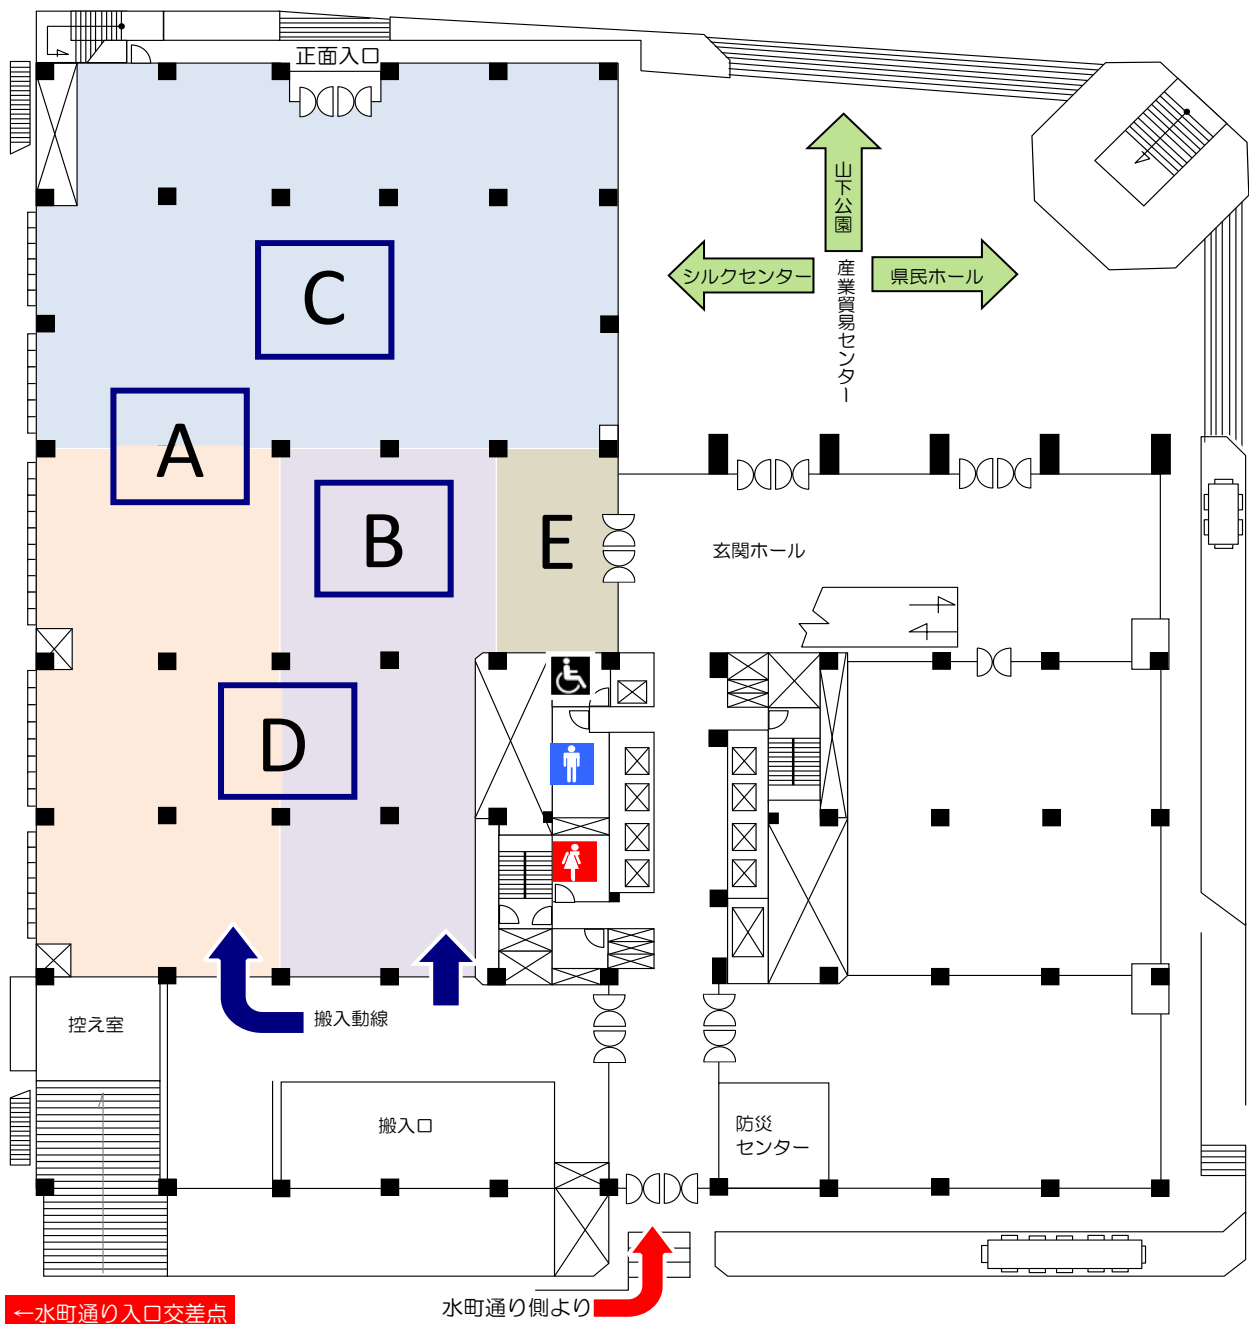 正面入口
山下公園
シルクセンター
産業貿易センター
県民ホール
C
A
B
E
玄関ホール
D
搬入動線
控え室
搬入口
防災
センター
水町通り側より
←水町通り入口交差点